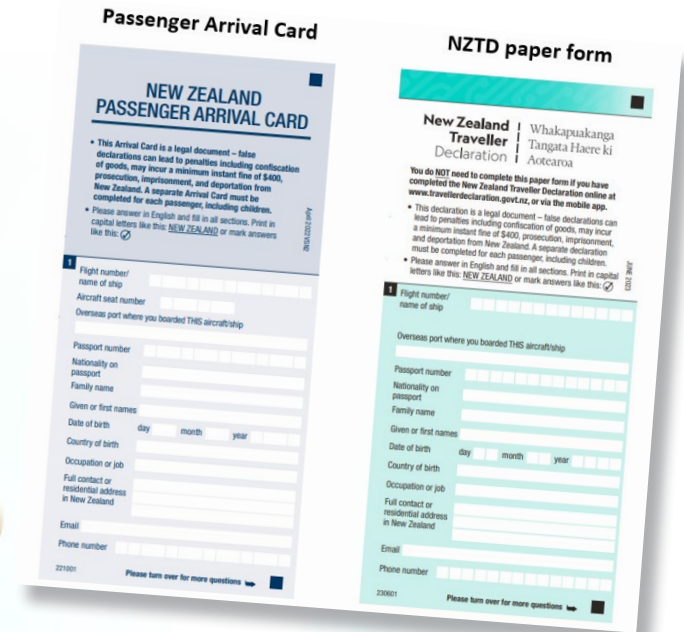 Passenger Arrival Card
NEW ZEALAND
PASSENGER ARRIVAL CARD
• This Arrival Card is a legal document – false
declarations can lead to penalties including confiscation
of goods, may incur a minimum instant fine of $400,
prosecution, imprisonment, and deportation from
New Zealand. A separate Arrival Card must be
completed for each passenger, including children.
• Please answer in English and fill in all sections. Print in
capital letters like this: NEW ZEALAND or mark answers
like this:
1
Flight number/
name of ship
Aircraft seat number
Overseas port where you boarded THIS aircraft/ship
Passport number
Nationality on
passport
Family name
Given or first names
Date of birth day month year
Country of birth
Occupation or job
Full contact or
residential address
in New Zealand
Email
Phone number
221001
Please turn over for more questions
NZTD paper form
New Zealand
Traveller
Declaration
Whakapuakanga
Tangata Haere ki
Aotearoa
You do NOT need to complete this paper form if you have
completed the New Zealand Traveller Declaration online at
www.travellerdeclaration.govt.nz, or via the mobile app.
• This declaration is a legal document – false declarations can
lead to penalties including confiscation of goods, may incur
a minimum instant fine of $400, prosecution, imprisonment,
and deportation from New Zealand. A separate declaration
must be completed for each passenger, including children.
• Please answer in English and fill in all sections. Print in capital
letters like this: NEW ZEALAND or mark answers like this:
JUNE 2023
1
Flight number/
name of ship
Overseas port where you boarded THIS aircraft/ship
Passport number
Nationality on
passport
Family name
Given or first names
Date of birth day month year
Country of birth
Occupation or job
Full contact or
residential address
in New Zealand
Email
Phone number
230601
Please turn over for more questions